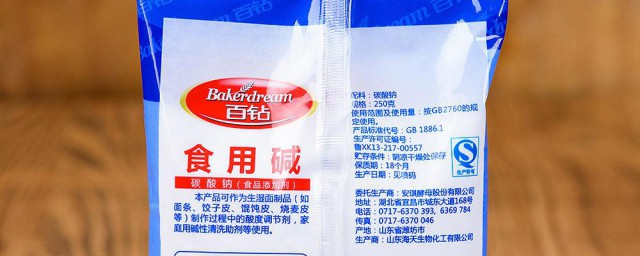 Bakerdream 百钻
Bakerdream
百钻
食用碱
碳酸钠（食品添加剂）
本产品可作为生湿面制品（如
面条、饺子皮、馄饨皮、烧麦皮
等）制作过程中的酸度调节剂，家
庭用碱性清洗助剂等使用。
配料：碳酸钠
规格：250克
使用范围及使用量：按GB2760的规
定使用。
产品标准代号：GB 1886.1
生产许可证编号：
鲁XK13-217-00557
贮存条件：阴凉干燥处保存
保质期：18个月
生产日期：见喷码
生产许可
委托生产商：安琪酵母股份有限公司
地址：湖北省宜昌市城东大道168号
电话：0717-6370 393，6369 784
传真：0717-6370 046
产地：山东省潍坊市
生产商：山东海天生物化工有限公司